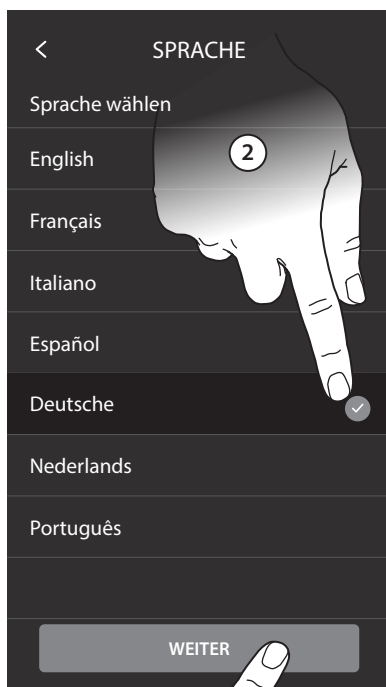 SPRACHE
Sprache wählen
English
2
Français
Italiano
Español
Deutsche
Nederlands
Português
WEITER